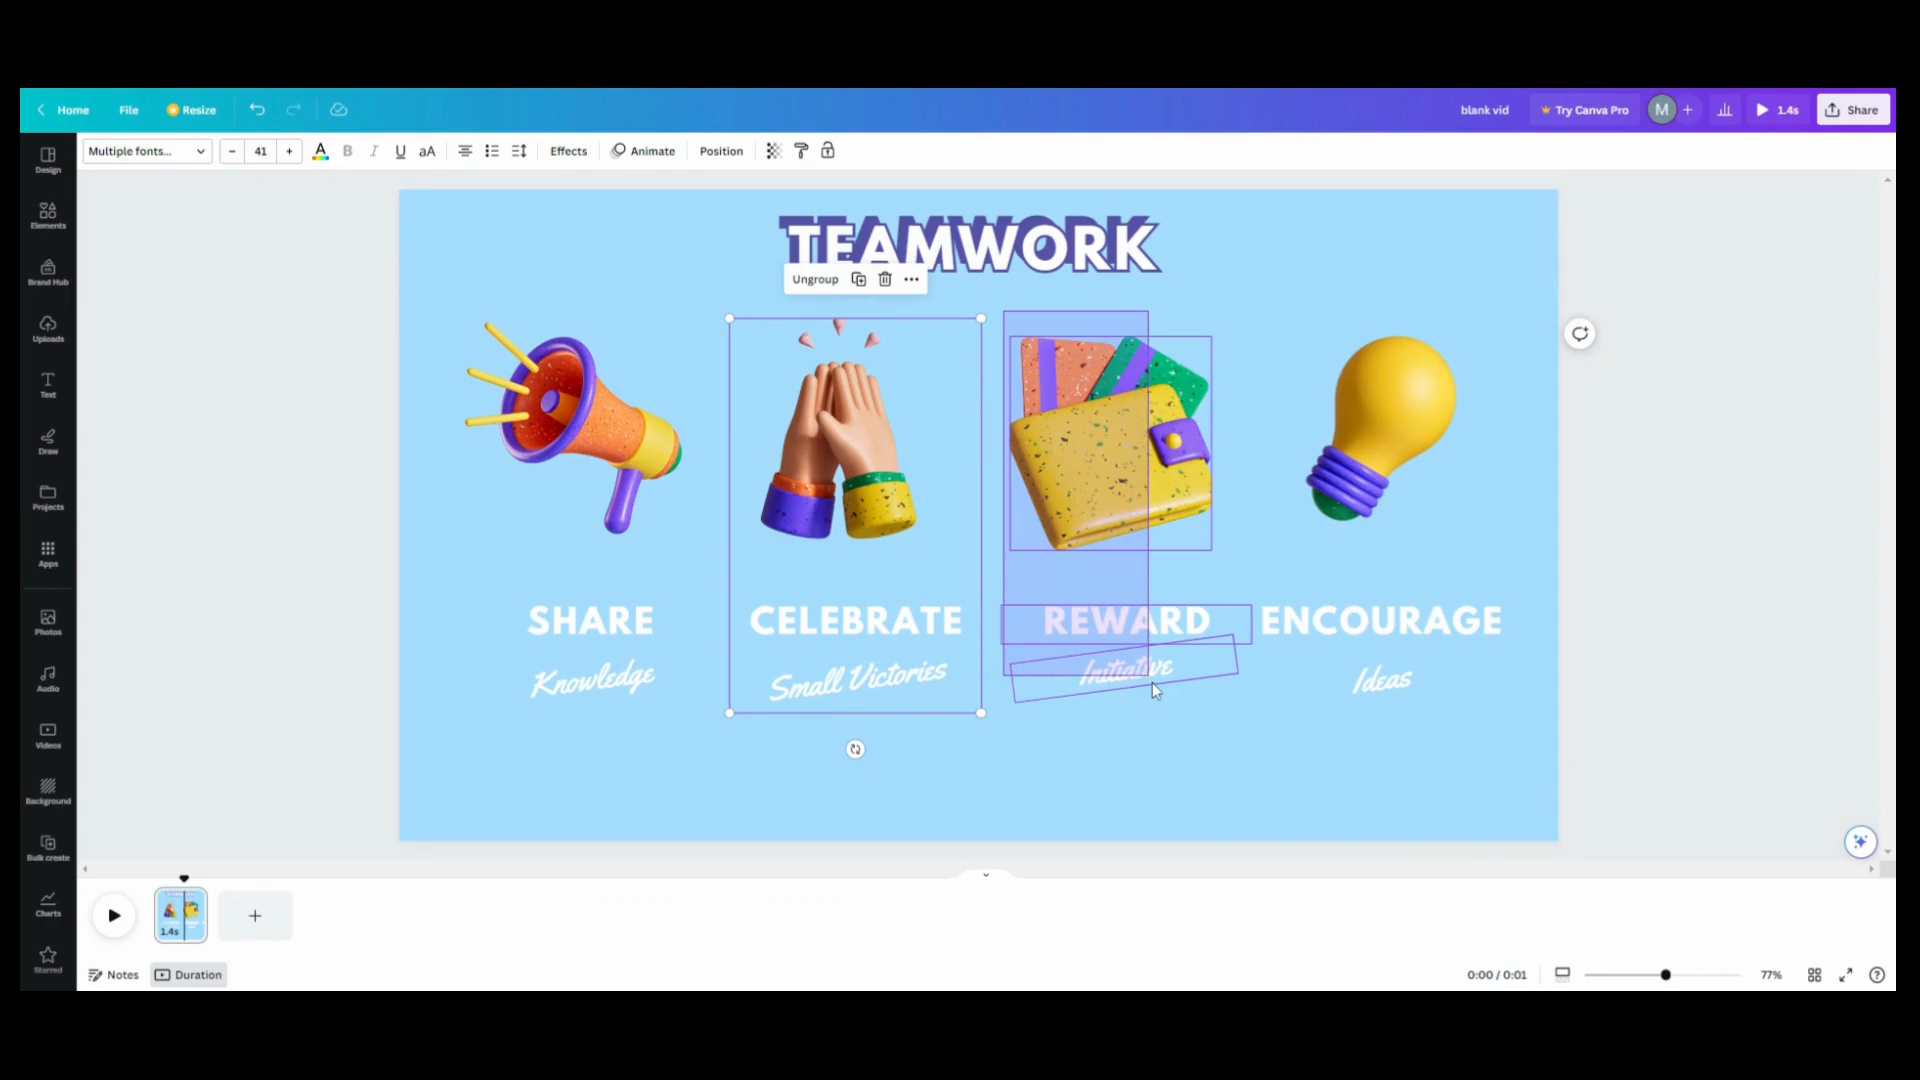 Home File Resize
blank vid Try Canva Pro M + 1.4s Share
Multiple fonts... - 41 + A B I U aA Effects Animate Position
Design
Elements
Brand Hub
Uploads
Text
Draw
Projects
Apps
Photos
Audio
Videos
Background
Bulk create
Charts
Starred
TEAMWORK
Ungroup
SHARE CELEBRATE REWARD ENCOURAGE
Knowledge Small Victories Initiative Ideas
1.4s
+
Notes Duration
0:00 / 0:01 77%